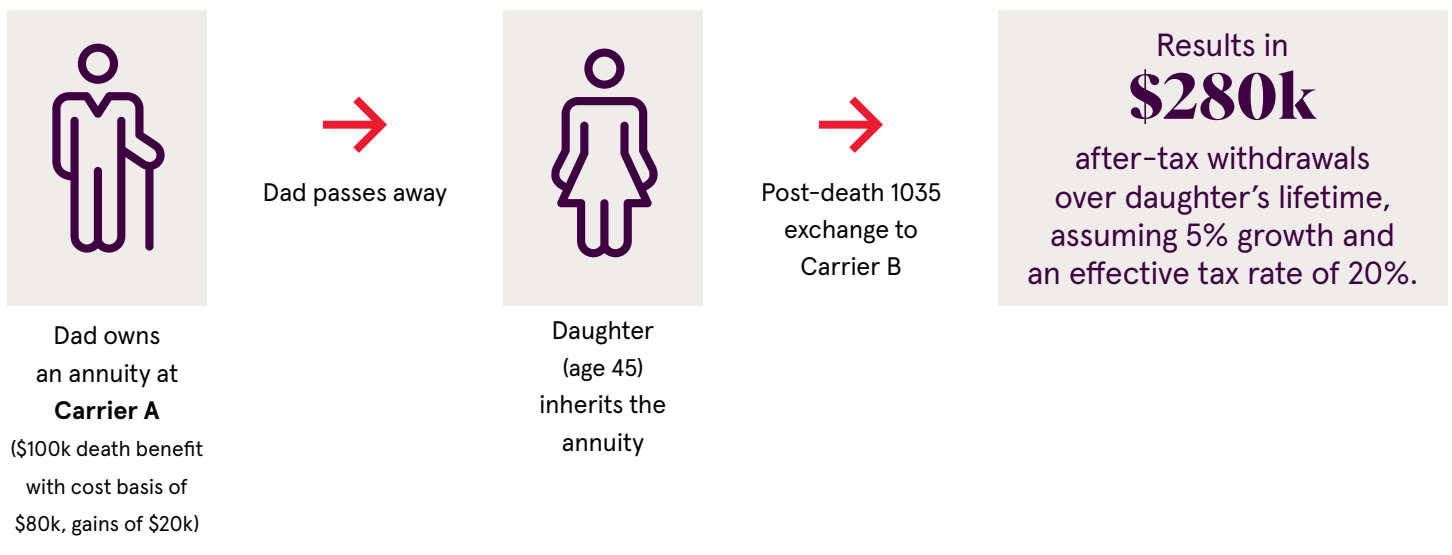 Dad owns
an annuity at
Carrier A
($100k death benefit
with cost basis of
$80k, gains of $20k)
Dad passes away
Daughter
(age 45)
inherits the
annuity
Post-death 1035
exchange to
Carrier B
Results in
$280k
after-tax withdrawals
over daughter’s lifetime,
assuming 5% growth and
an effective tax rate of 20%.